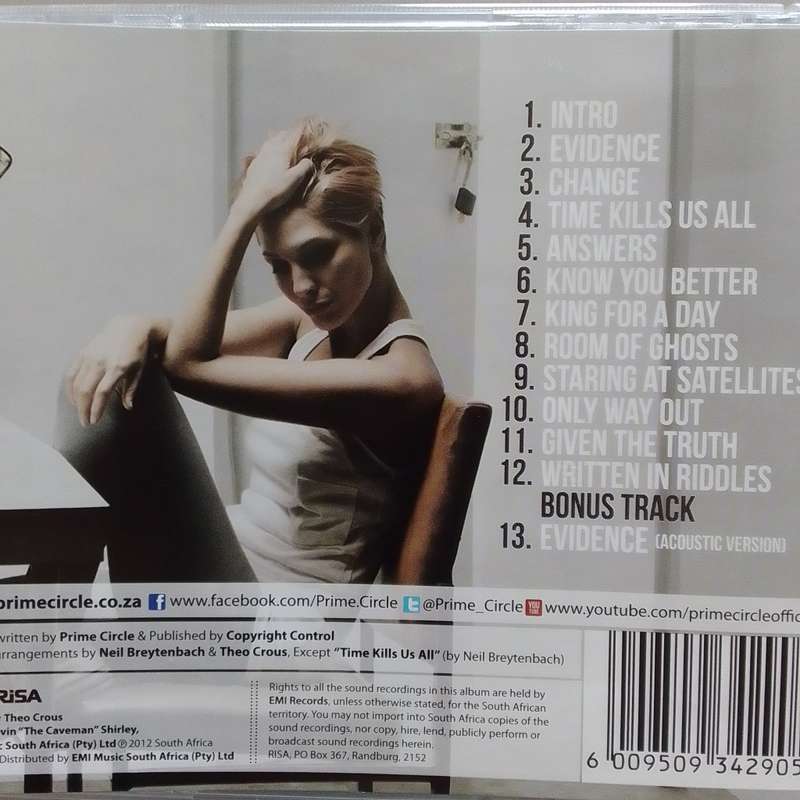 1. INTRO
2. EVIDENCE
3. CHANGE
4. TIME KILLS US ALL
5. ANSWERS
6. KNOW YOU BETTER
7. KING FOR A DAY
8. ROOM OF GHOSTS
9. STARING AT SATELLITES
10. ONLY WAY OUT
11. GIVEN THE TRUTH
12. WRITTEN IN RIDDLES
BONUS TRACK
13. EVIDENCE (ACOUSTIC VERSION)
primecircle.co.za f www.facebook.com/Prime.Circle t @Prime_Circle You Tube www.youtube.com/primecircleoffic
written by Prime Circle & Published by Copyright Control
rrangements by Neil Breytenbach & Theo Crous, Except "Time Kills Us All" (by Neil Breytenbach)
RiSA
Theo Crous
vin "The Caveman" Shirley,
c South Africa (Pty) Ltd ℗ 2012 South Africa
Distributed by EMI Music South Africa (Pty) Ltd
Rights to all the sound recordings in this album are held by
EMI Records, unless otherwise stated, for the South African
territory. You may not import into South Africa copies of the
sound recordings, nor copy, hire, lend, publicly perform or
broadcast sound recordings herein.
RISA, PO Box 367, Randburg, 2152
6 009509 342905